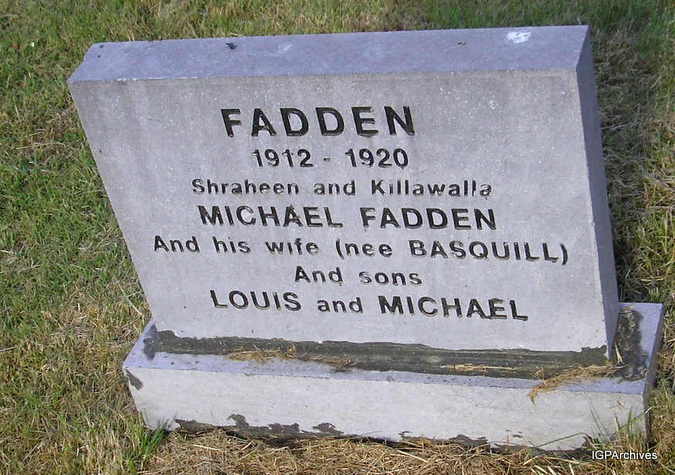 FADDEN
1912 - 1920
Shraheen and Killawalla
MICHAEL FADDEN
And his wife (nee BASQUILL)
And sons
LOUIS and MICHAEL
IGPArchives